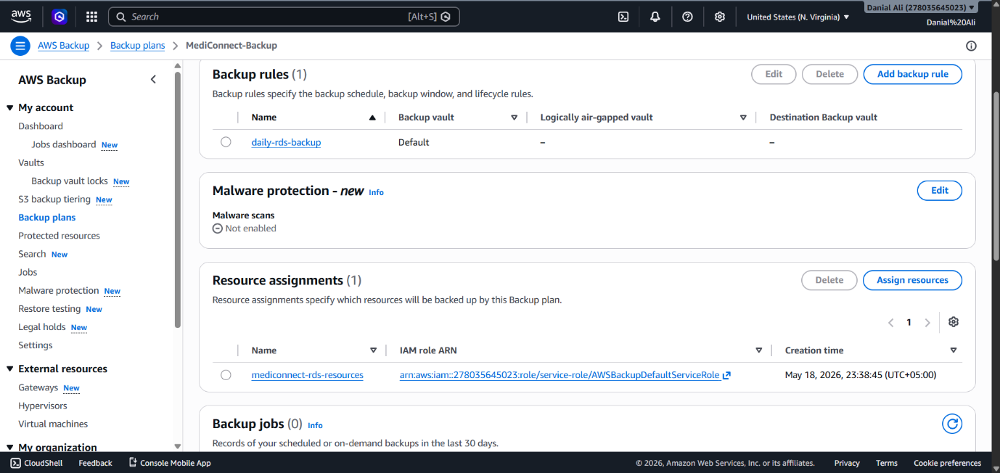 aws
Search [Alt+S]
United States (N. Virginia) ▼
Danial Ali (278035645023) ▼
Danial%20Ali
AWS Backup > Backup plans > MediConnect-Backup
AWS Backup
My account
Dashboard
Jobs dashboard New
Vaults
Backup vault locks New
S3 backup tiering New
Backup plans
Protected resources
Search New
Jobs
Malware protection New
Restore testing New
Legal holds New
Settings
External resources
Gateways New
Hypervisors
Virtual machines
My organization
Backup rules (1)
Edit Delete Add backup rule
Backup rules specify the backup schedule, backup window, and lifecycle rules.
Name Backup vault Logically air-gapped vault Destination Backup vault
daily-rds-backup Default – –
Malware protection - new Info
Edit
Malware scans
Not enabled
Resource assignments (1)
Delete Assign resources
Resource assignments specify which resources will be backed up by this Backup plan.
1
Name IAM role ARN Creation time
mediconnect-rds-resources arn:aws:iam::278035645023:role/service-role/AWSBackupDefaultServiceRole May 18, 2026, 23:38:45 (UTC+05:00)
Backup jobs (0) Info
Records of your scheduled or on-demand backups in the last 30 days.
CloudShell Feedback Console Mobile App © 2026, Amazon Web Services, Inc. or its affiliates. Privacy Terms Cookie preferences